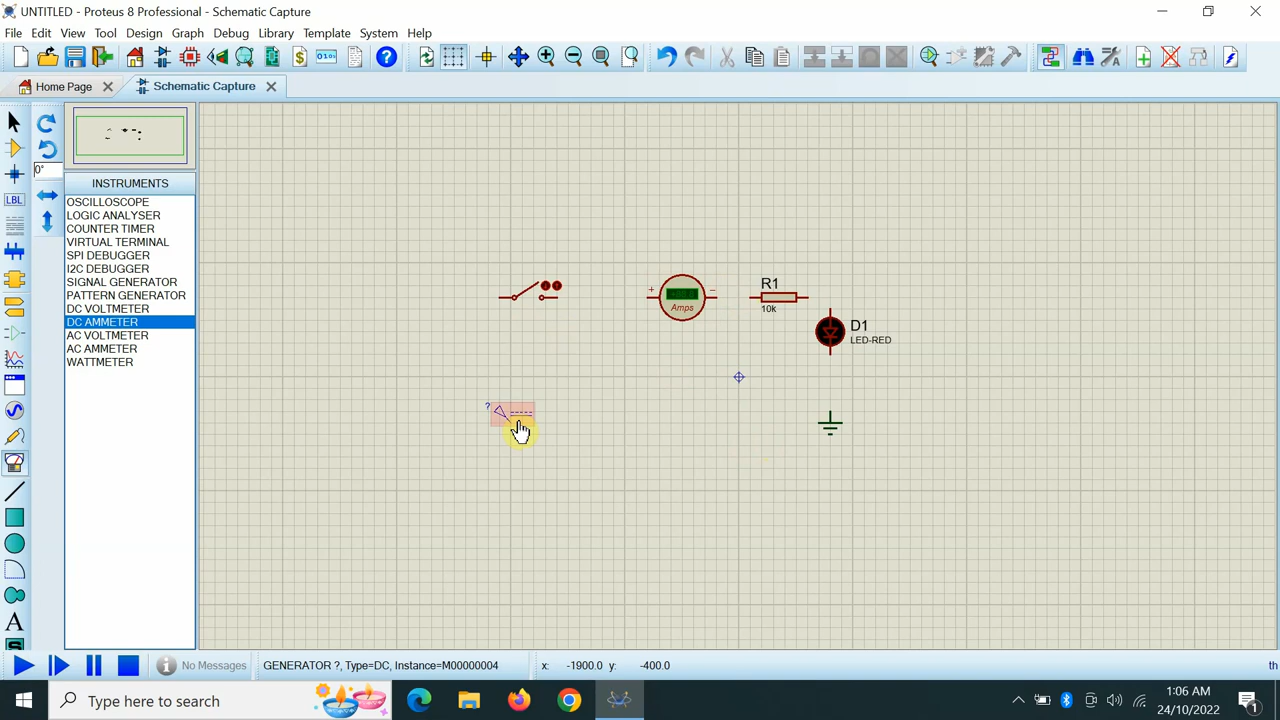 UNTITLED - Proteus 8 Professional - Schematic Capture
File Edit View Tool Design Graph Debug Library Template System Help
Home Page
Schematic Capture
0°
INSTRUMENTS
OSCILLOSCOPE
LOGIC ANALYSER
COUNTER TIMER
VIRTUAL TERMINAL
SPI DEBUGGER
I2C DEBUGGER
SIGNAL GENERATOR
PATTERN GENERATOR
DC VOLTMETER
DC AMMETER
AC VOLTMETER
AC AMMETER
WATTMETER
LBL
A
R1
10k
Amps
D1
LED-RED
?
No Messages
GENERATOR ?, Type=DC, Instance=M00000004
x: -1900.0 y: -400.0
th
Type here to search
1:06 AM
24/10/2022